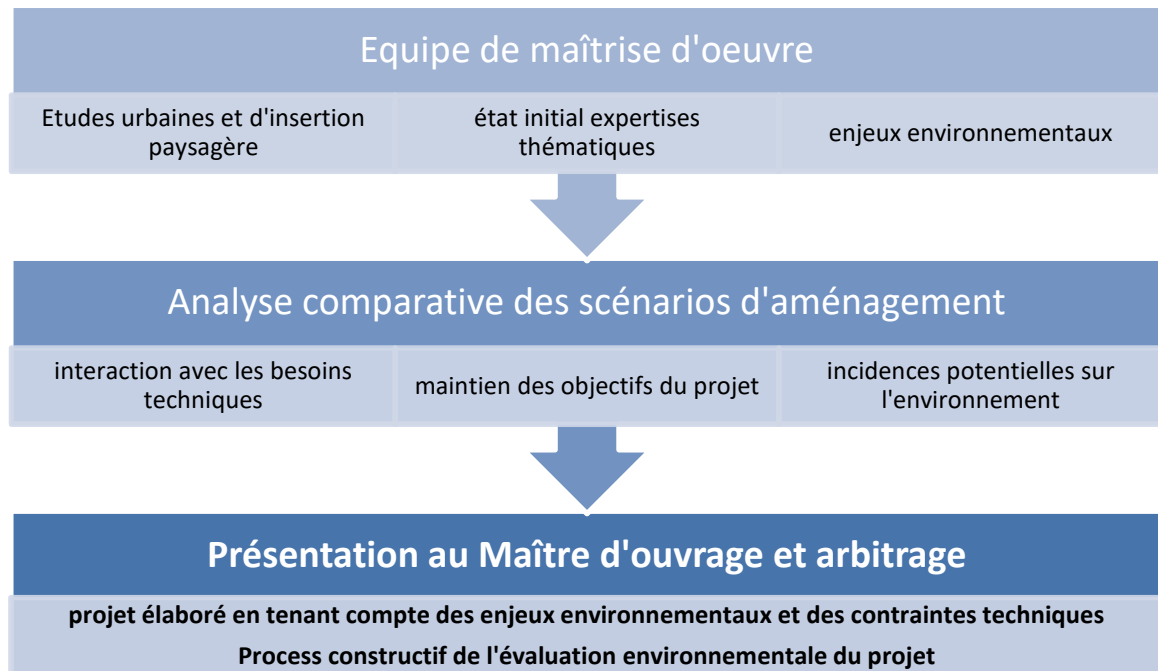 Equipe de maîtrise d'oeuvre
Etudes urbaines et d'insertion
paysagère
état initial expertises
thématiques
enjeux environnementaux
Analyse comparative des scénarios d'aménagement
interaction avec les besoins
techniques
maintien des objectifs du projet
incidences potentielles sur
l'environnement
Présentation au Maître d'ouvrage et arbitrage
projet élaboré en tenant compte des enjeux environnementaux et des contraintes techniques
Process constructif de l'évaluation environnementale du projet